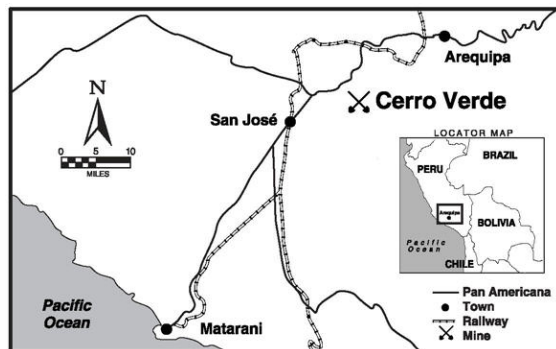 Arequipa
Cerro Verde
San José
N
0 5 10
MILES
LOCATOR MAP
PERU
BRAZIL
Arequipa
BOLIVIA
Pacific
Ocean
CHILE
Pacific
Ocean
Matarani
Pan Americana
Town
Railway
Mine